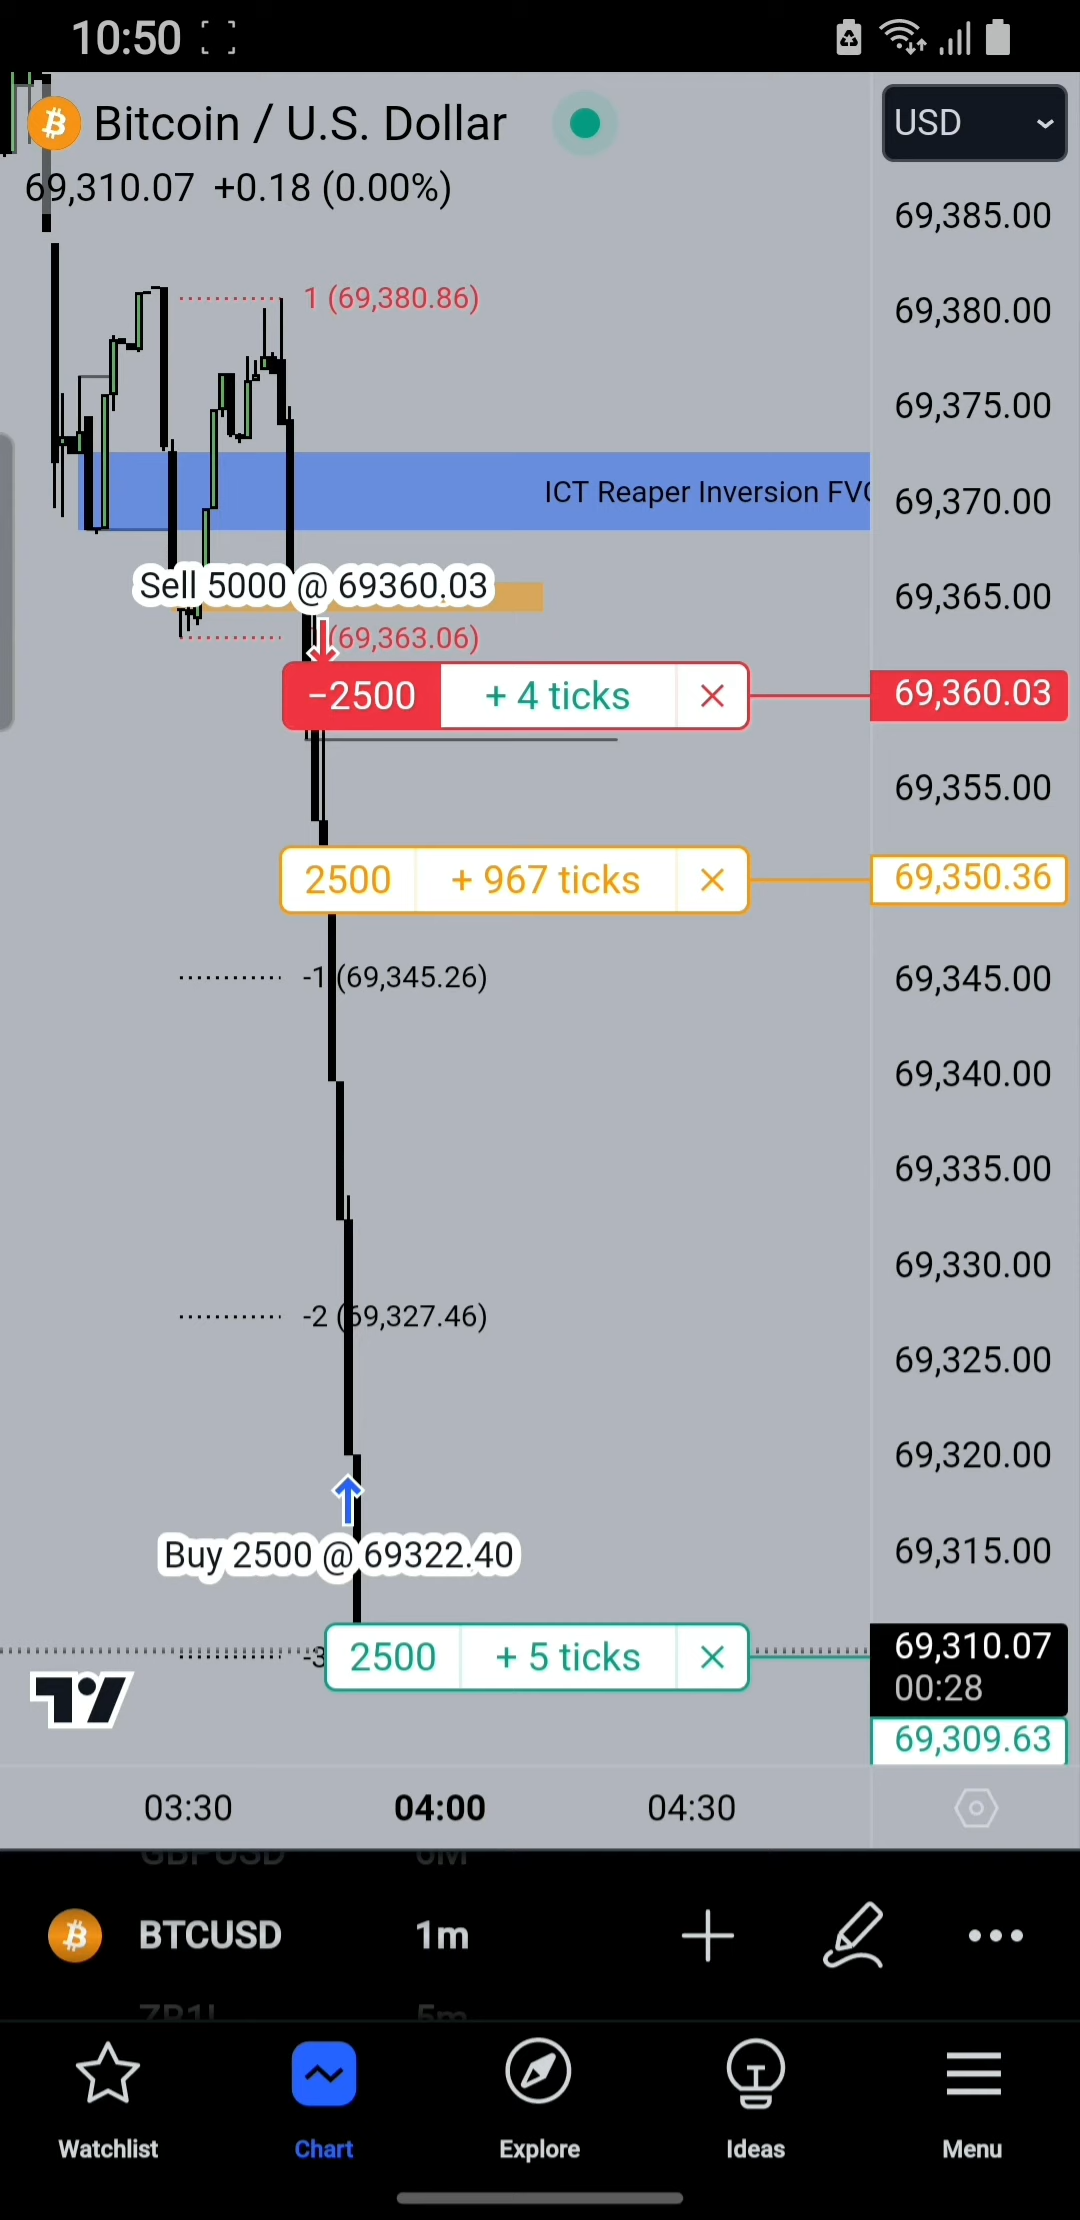 10:50
Bitcoin / U.S. Dollar
USD
69,310.07 +0.18 (0.00%)
69,385.00
1 (69,380.86)
69,380.00
69,375.00
ICT Reaper Inversion FV
69,370.00
Sell 5000 @ 69360.03
69,365.00
(69,363.06)
−2500 + 4 ticks
69,360.03
69,355.00
2500 + 967 ticks
69,350.36
-1 (69,345.26)
69,345.00
69,340.00
69,335.00
69,330.00
-2 (69,327.46)
69,325.00
69,320.00
Buy 2500 @ 69322.40
69,315.00
-3
2500 + 5 ticks
69,310.07
00:28
69,309.63
03:30 04:00 04:30
GBPUSD 6M
BTCUSD 1m
ZB1! 5m
Watchlist Chart Explore Ideas Menu